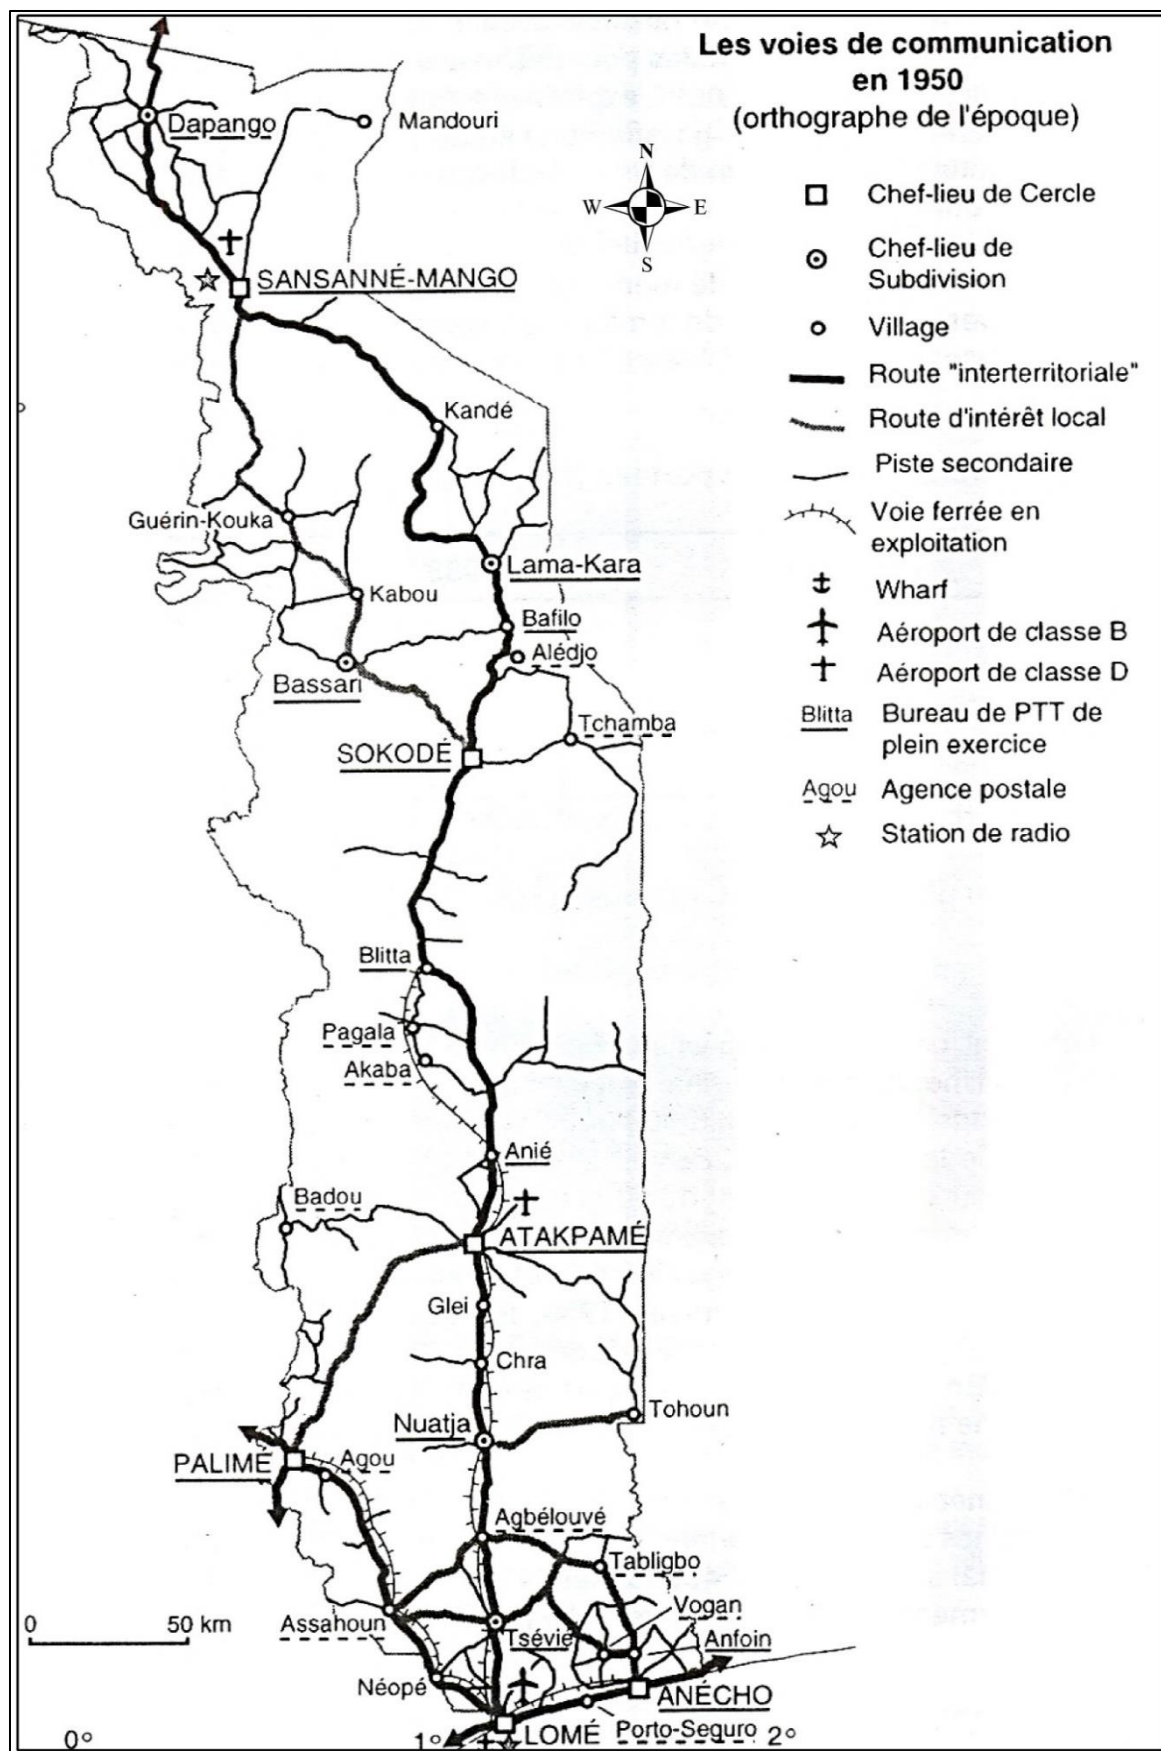 Les voies de communication
en 1950
(orthographe de l'époque)
N
W
E
S
Chef-lieu de Cercle
Chef-lieu de
Subdivision
Village
Route "interterritoriale"
Route d'intérêt local
Piste secondaire
Voie ferrée en
exploitation
Wharf
Aéroport de classe B
Aéroport de classe D
Blitta
Bureau de PTT de
plein exercice
Agou
Agence postale
Station de radio
Dapango
Mandouri
SANSANNÉ-MANGO
Kandé
Guérin-Kouka
Lama-Kara
Kabou
Bafilo
Alédjo
Bassari
Tchamba
SOKODÉ
Blitta
Pagala
Akaba
Anié
Badou
ATAKPAMÉ
Glei
Chra
Tohoun
Nuatja
PALIMÉ
Agou
Agbélouvé
Tabligbo
Vogan
Assahoun
Tsévié
Anfoin
Néopé
ANÉCHO
LOMÉ
Porto-Seguro
0
50 km
0°
1°
2°